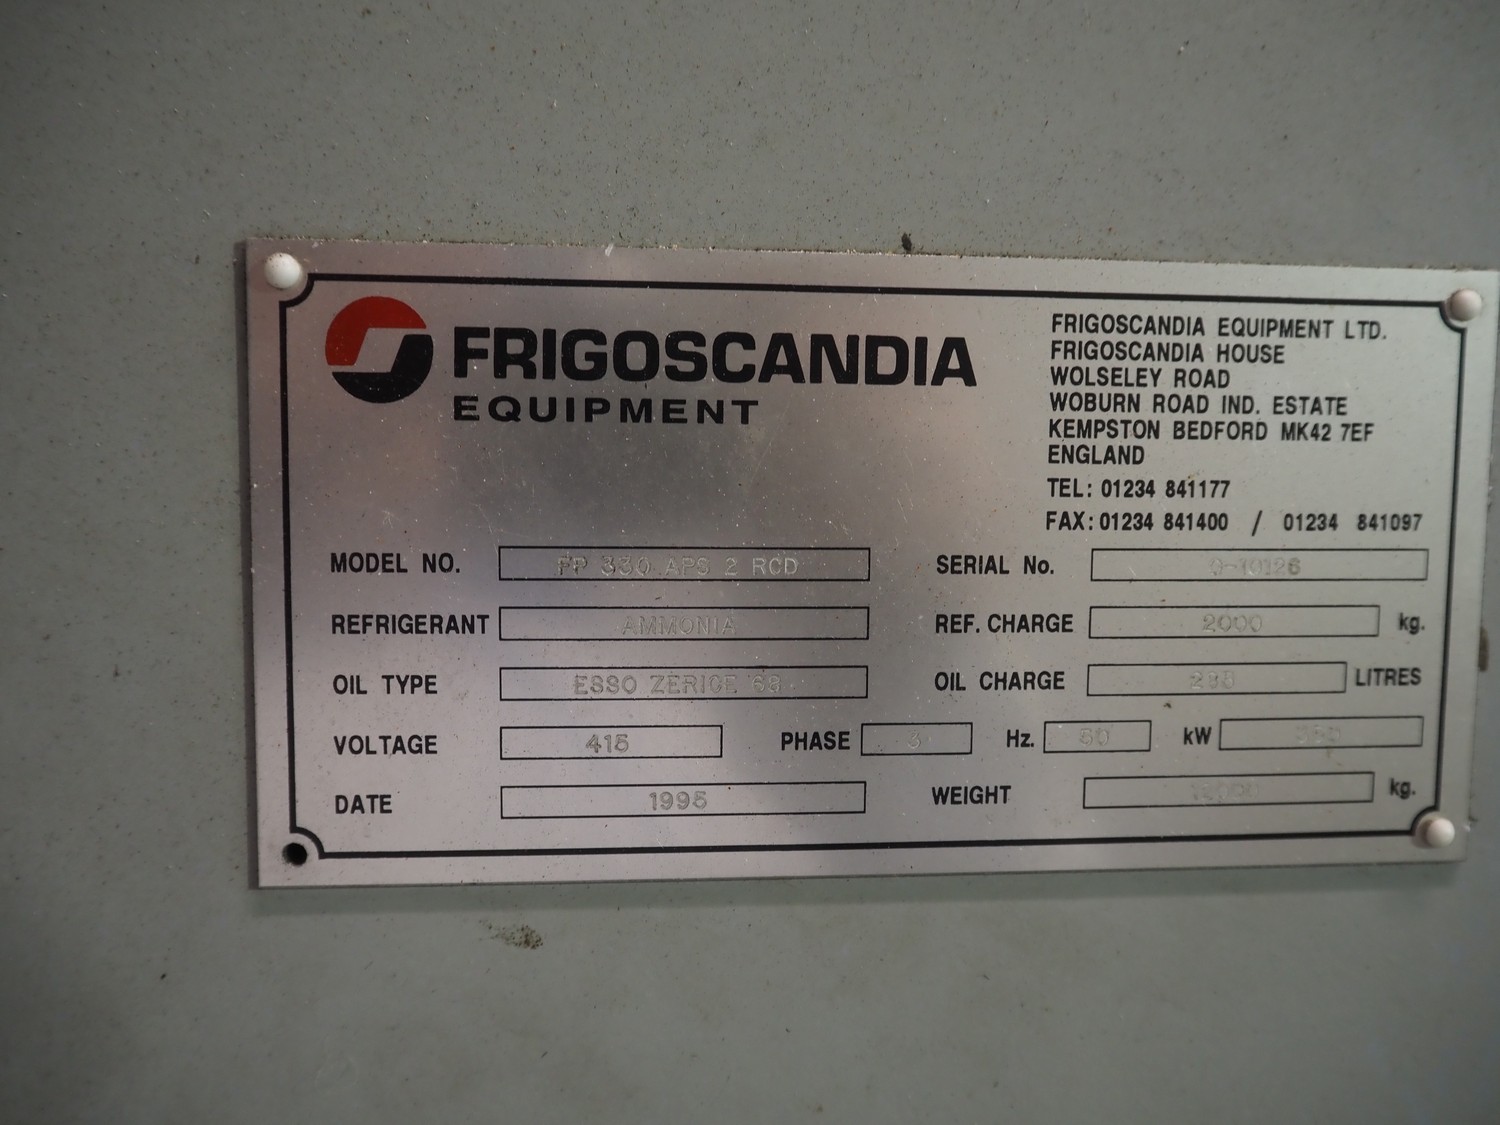 FRIGOSCANDIA
EQUIPMENT
FRIGOSCANDIA EQUIPMENT LTD.
FRIGOSCANDIA HOUSE
WOLSELEY ROAD
WOBURN ROAD IND. ESTATE
KEMPSTON BEDFORD MK42 7EF
ENGLAND
TEL: 01234 841177
FAX: 01234 841400 / 01234 841097
MODEL NO. FP 330 APS 2 RCD SERIAL No. 0-10126
REFRIGERANT AMMONIA REF. CHARGE 2000 kg.
OIL TYPE ESSO ZERICE 68 OIL CHARGE LITRES
VOLTAGE 415 PHASE 3 Hz. 50 kW
DATE 1995 WEIGHT kg.